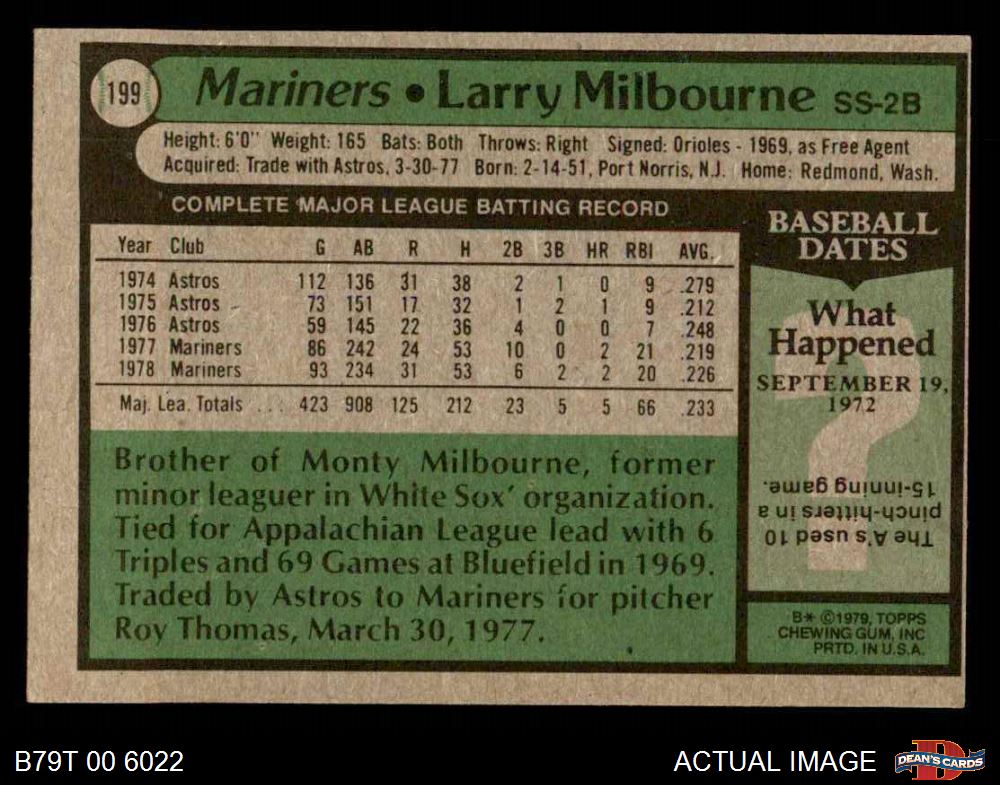 199
Mariners • Larry Milbourne SS-2B
Height: 6'0" Weight: 165 Bats: Both Throws: Right Signed: Orioles - 1969, as Free Agent
Acquired: Trade with Astros, 3-30-77 Born: 2-14-51, Port Norris, N.J. Home: Redmond, Wash.
COMPLETE MAJOR LEAGUE BATTING RECORD
Year Club G AB R H 2B 3B HR RBI AVG.
1974 Astros 112 136 31 38 2 1 0 9 .279
1975 Astros 73 151 17 32 1 2 1 9 .212
1976 Astros 59 145 22 36 4 0 0 7 .248
1977 Mariners 86 242 24 53 10 0 2 21 .219
1978 Mariners 93 234 31 53 6 2 2 20 .226
Maj. Lea. Totals ... 423 908 125 212 23 5 5 66 .233
Brother of Monty Milbourne, former
minor leaguer in White Sox' organization.
Tied for Appalachian League lead with 6
Triples and 69 Games at Bluefield in 1969.
Traded by Astros to Mariners for pitcher
Roy Thomas, March 30, 1977.
BASEBALL
DATES
What
Happened
SEPTEMBER 19,
1972
?
The A's used 10
pinch-hitters in a
15-inning game.
B* ©1979, TOPPS
CHEWING GUM, INC
PRTD. IN U.S.A.
B79T 00 6022
ACTUAL IMAGE
D
DEAN'S CARDS